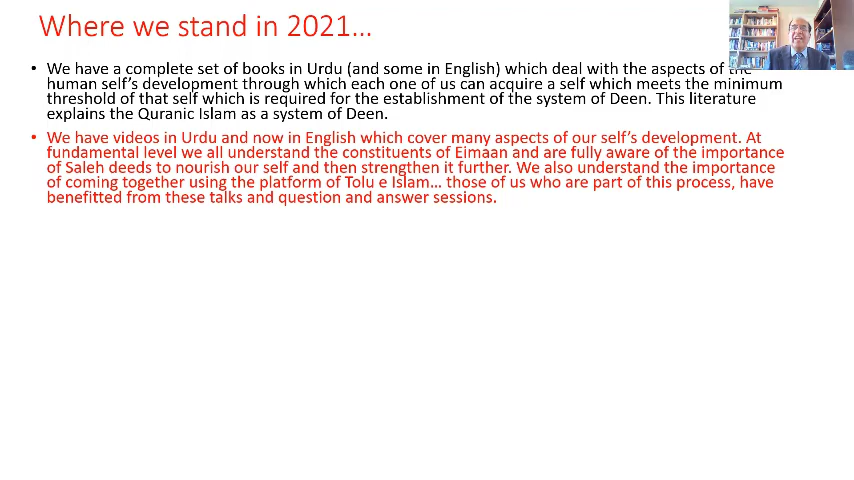 Where we stand in 2021...
• We have a complete set of books in Urdu (and some in English) which deal with the aspects of the
human self's development through which each one of us can acquire a self which meets the minimum
threshold of that self which is required for the establishment of the system of Deen. This literature
explains the Quranic Islam as a system of Deen.
• We have videos in Urdu and now in English which cover many aspects of our self's development. At
fundamental level we all understand the constituents of Eimaan and are fully aware of the importance
of Saleh deeds to nourish our self and then strengthen it further. We also understand the importance
of coming together using the platform of Tolu e Islam... those of us who are part of this process, have
benefitted from these talks and question and answer sessions.